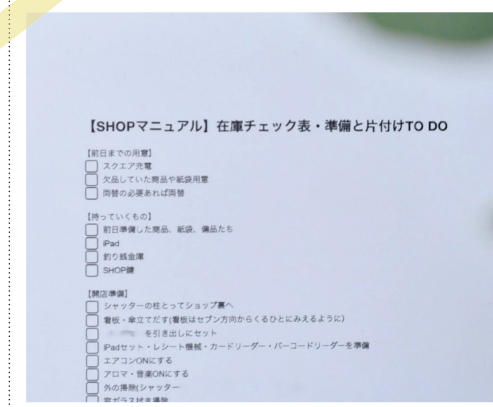 【SHOPマニュアル】在庫チェック表・準備と片付けTO DO
【前日までの用意】
スクエア充電
欠品していた商品や紙袋用意
両替の必要あれば両替
【持っていくもの】
前日準備した商品、紙袋、備品たち
iPad
釣り銭金庫
SHOP鍵
【開店準備】
シャッターの柱とってショップ裏へ
看板・傘立てだす(看板はセブン方向からくるひとにみえるように)
を引き出しにセット
iPadセット・レシート機械・カードリーダー・バーコードリーダーを準備
エアコンONにする
アロマ・音楽ONにする
外の掃除(シャッター
窓ガラス拭き掃除